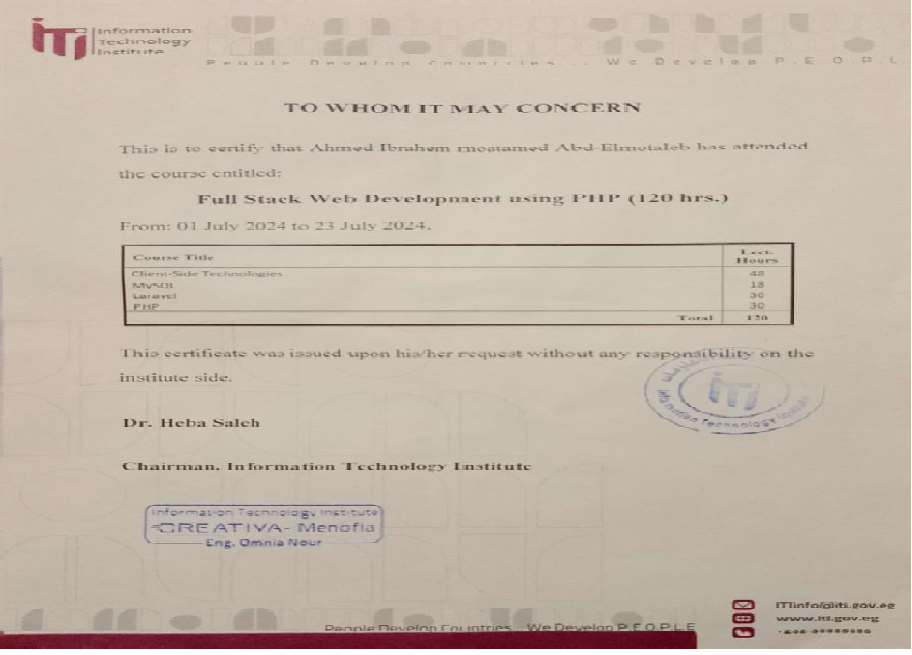 iTi
Information
Technology
Institute
People Develop Countries... We Develop P.E.O.P.L.
TO WHOM IT MAY CONCERN
This is to certify that Ahmed Ibrahem moatamed Abd-Elmotaleb has attended
the course entitled:
Full Stack Web Development using PHP (120 hrs.)
From: 01 July 2024 to 23 July 2024.
Course Title Lect. Hours
Client-Side Technologies
MySQL 18
Laravel 30
PHP 30
Total 120
This certificate was issued upon his/her request without any responsibility on the
institute side.
iTi
Information Technology Institute
Dr. Heba Saleh
Chairman, Information Technology Institute
Information Technology Institute
CREATIVA- Menofia
Eng. Omnia Nour
People Develop Countries... We Develop P.E.O.P.L.E
ITIinfo@iti.gov.eg
www.iti.gov.eg